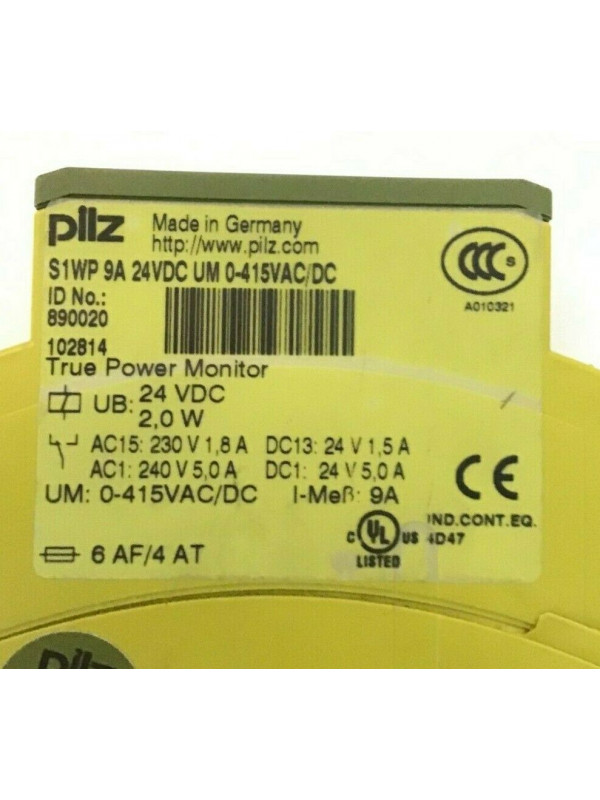 pilz
Made in Germany
http://www.pilz.com
S1WP 9A 24VDC UM 0-415VAC/DC
ID No.:
890020
102814
True Power Monitor
UB: 24 VDC
2,0 W
AC15: 230 V 1,8 A DC13: 24 V 1,5 A
AC1: 240 V 5,0 A DC1: 24 V 5,0 A
UM: 0-415VAC/DC I-Meß: 9A
6 AF/4 AT
CCC S
A010321
CE
C UL US
LISTED
IND.CONT.EQ.
4D47
pilz